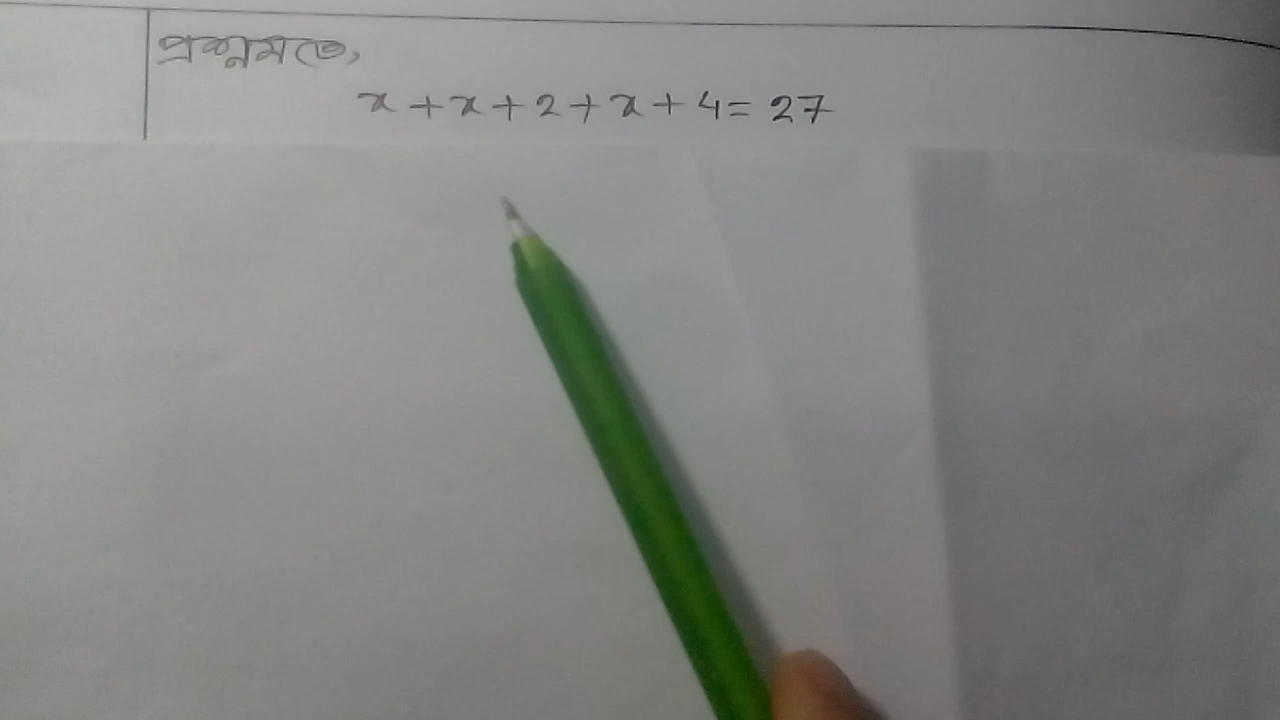 প্রশ্নমতে,
x + x + 2 + x + 4 = 27